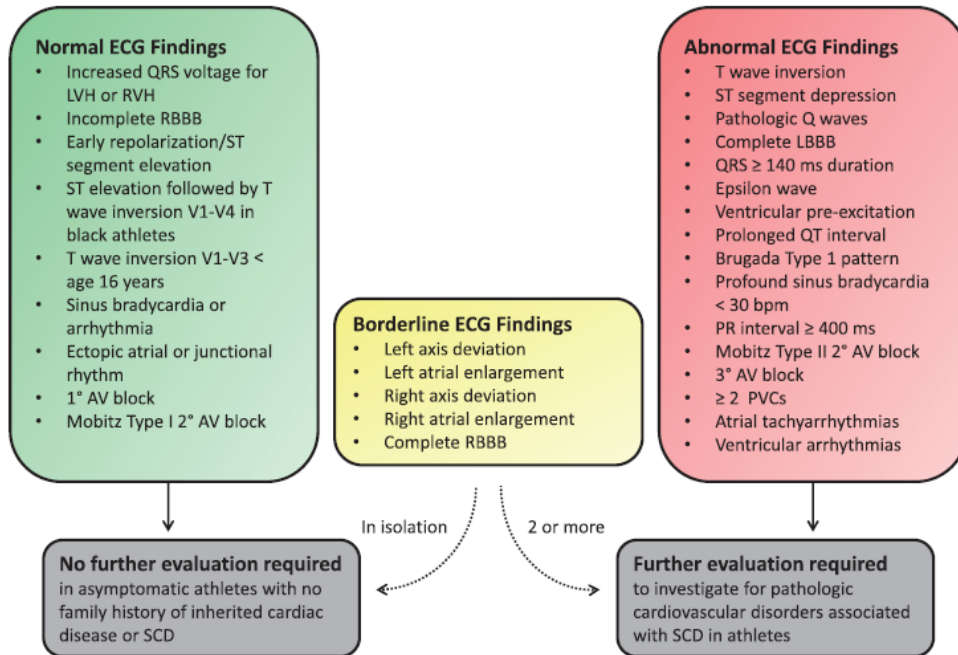 Normal ECG Findings
• Increased QRS voltage for
LVH or RVH
• Incomplete RBBB
• Early repolarization/ST
segment elevation
• ST elevation followed by T
wave inversion V1-V4 in
black athletes
• T wave inversion V1-V3 <
age 16 years
• Sinus bradycardia or
arrhythmia
• Ectopic atrial or junctional
rhythm
• 1° AV block
• Mobitz Type I 2° AV block
Borderline ECG Findings
• Left axis deviation
• Left atrial enlargement
• Right axis deviation
• Right atrial enlargement
• Complete RBBB
Abnormal ECG Findings
• T wave inversion
• ST segment depression
• Pathologic Q waves
• Complete LBBB
• QRS ≥ 140 ms duration
• Epsilon wave
• Ventricular pre-excitation
• Prolonged QT interval
• Brugada Type 1 pattern
• Profound sinus bradycardia
< 30 bpm
• PR interval ≥ 400 ms
• Mobitz Type II 2° AV block
• 3° AV block
• ≥ 2 PVCs
• Atrial tachyarrhythmias
• Ventricular arrhythmias
In isolation
2 or more
No further evaluation required
in asymptomatic athletes with no
family history of inherited cardiac
disease or SCD
Further evaluation required
to investigate for pathologic
cardiovascular disorders associated
with SCD in athletes